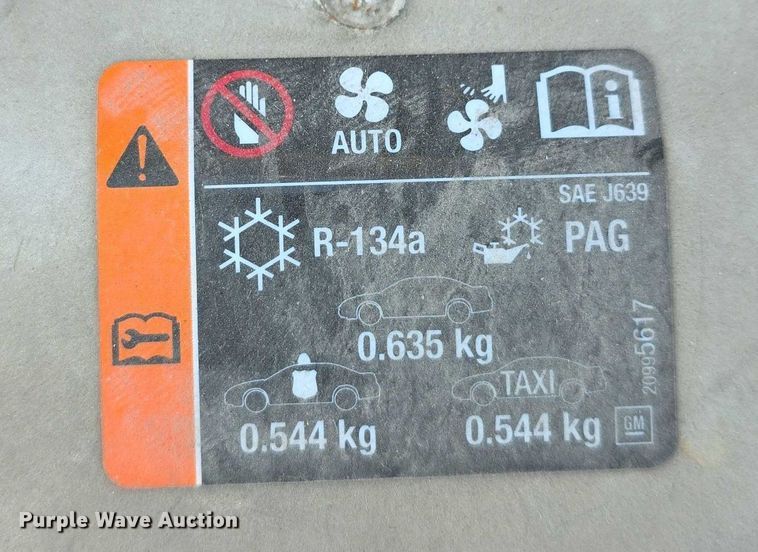 AUTO
SAE J639
R-134a
PAG
0.635 kg
TAXI
0.544 kg
0.544 kg
20995617
GM
Purple Wave Auction